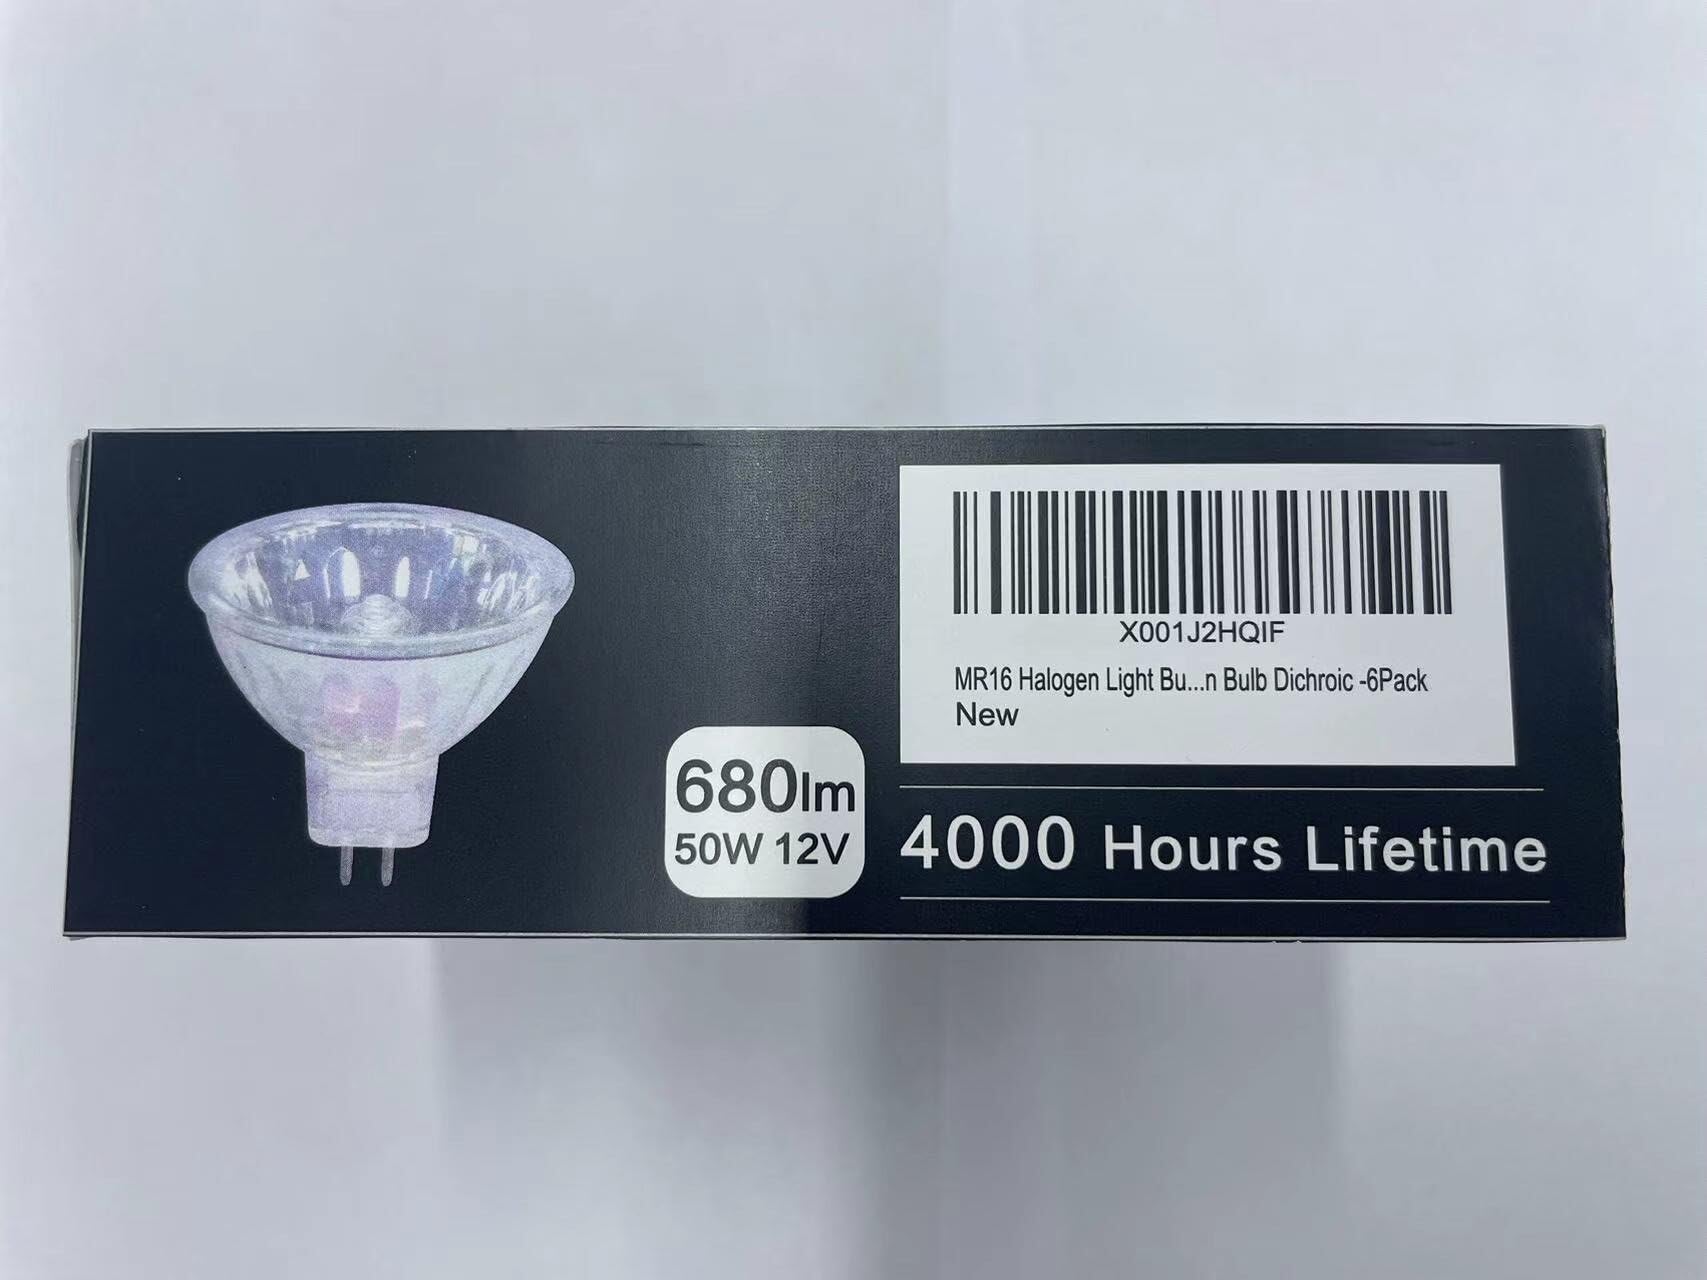 X001J2HQIF
MR16 Halogen Light Bu...n Bulb Dichroic -6Pack
New
680lm
50W 12V
4000 Hours Lifetime